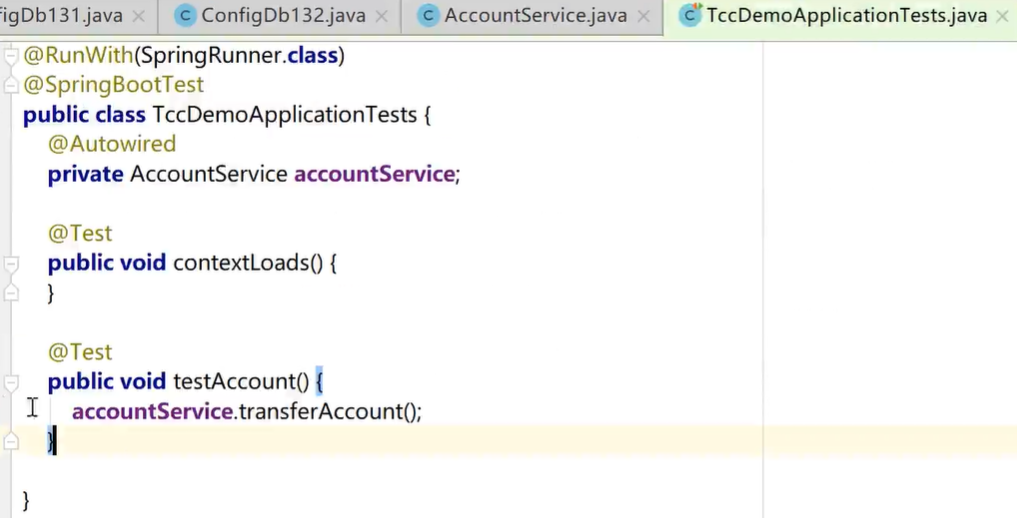 figDb131.java ConfigDb132.java AccountService.java TccDemoApplicationTests.java
@RunWith(SpringRunner.class)
@SpringBootTest
public class TccDemoApplicationTests {
@Autowired
private AccountService accountService;
@Test
public void contextLoads() {
}
@Test
public void testAccount() {
accountService.transferAccount();
}
}